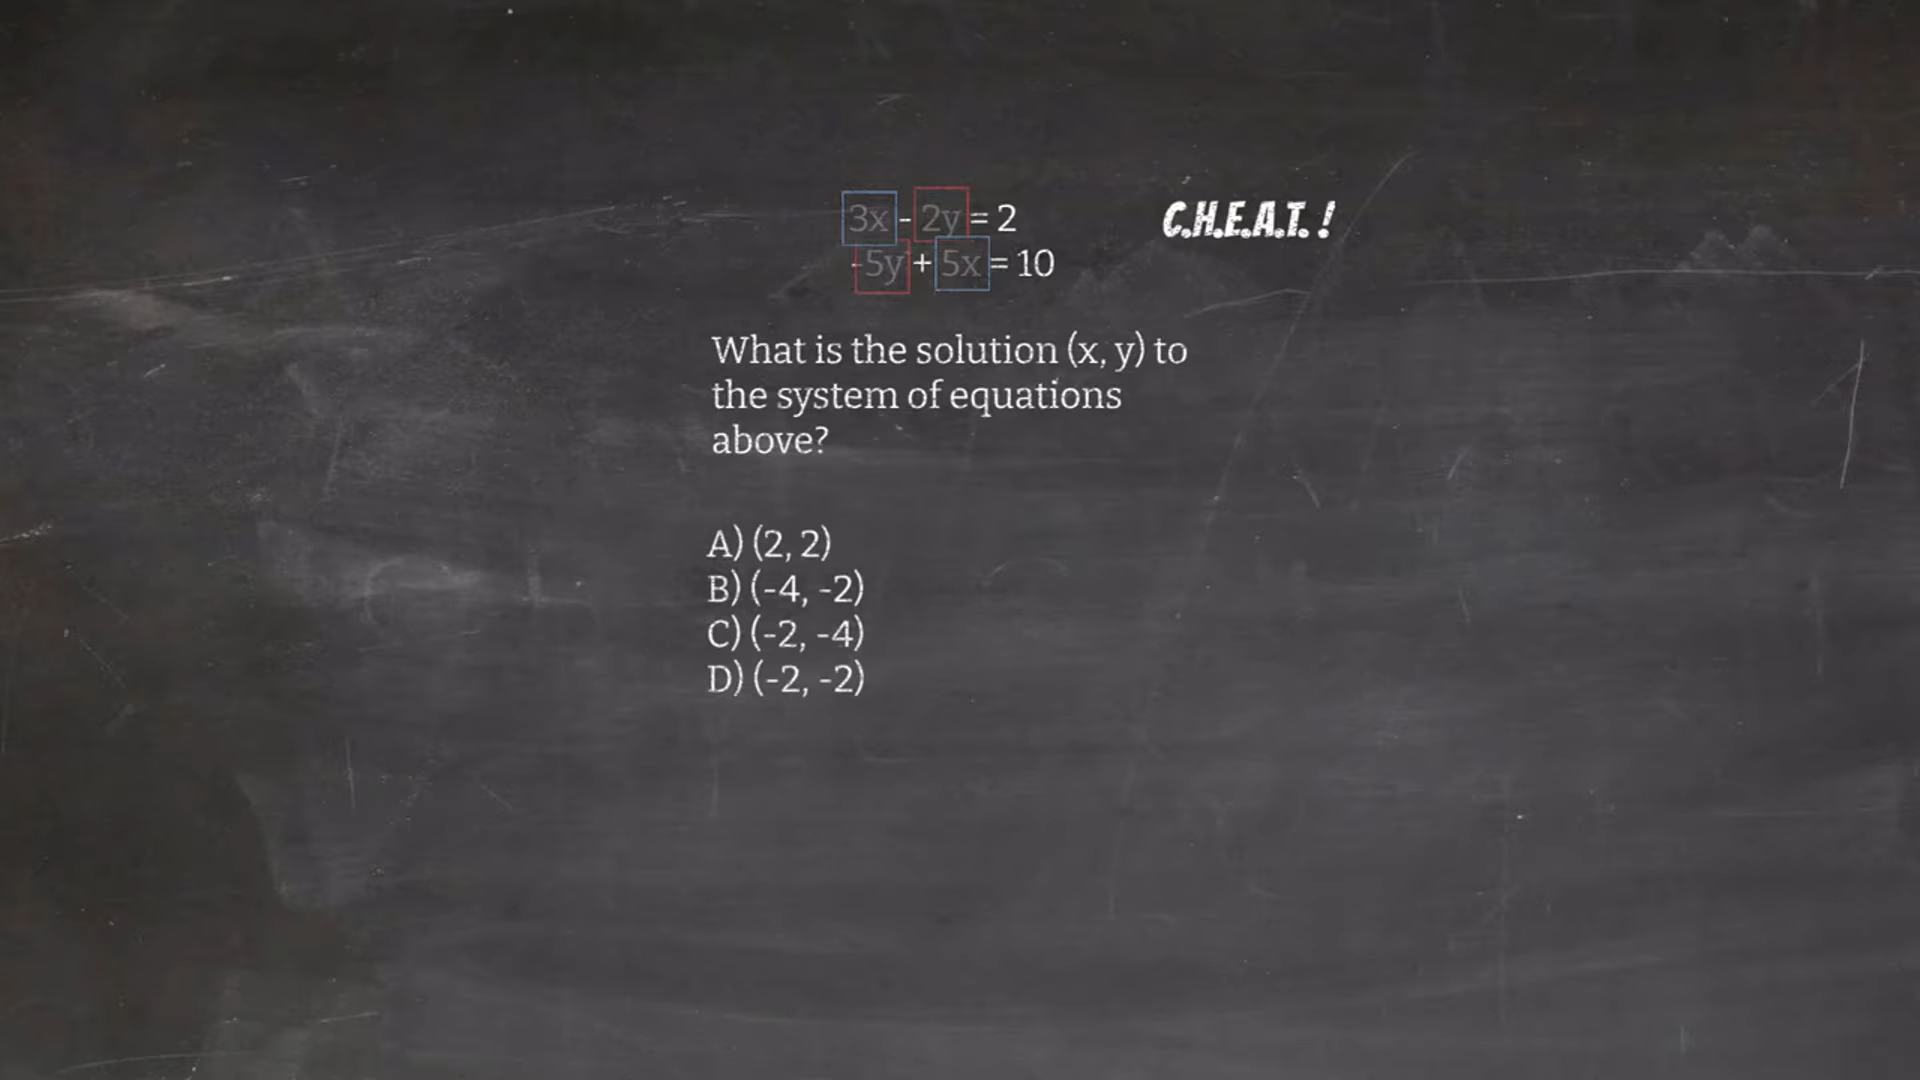 3x - 2y = 2
C.H.E.A.T. !
-5y + 5x = 10
What is the solution (x, y) to
the system of equations
above?
A) (2, 2)
B) (-4, -2)
C) (-2, -4)
D) (-2, -2)